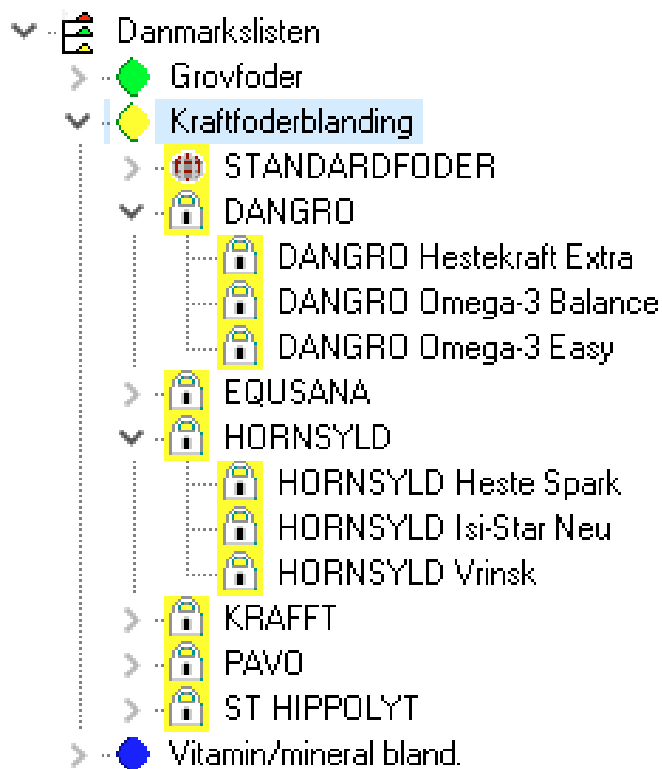 Danmarkslisten
Grovfoder
Kraftfoderblanding
STANDARDFODER
DANGRO
DANGRO Hestekraft Extra
DANGRO Omega-3 Balance
DANGRO Omega-3 Easy
EQUSANA
HORNSYLD
HORNSYLD Heste Spark
HORNSYLD Isi-Star Neu
HORNSYLD Vrinsk
KRAFFT
PAVO
ST HIPPOLYT
Vitamin/mineral bland.